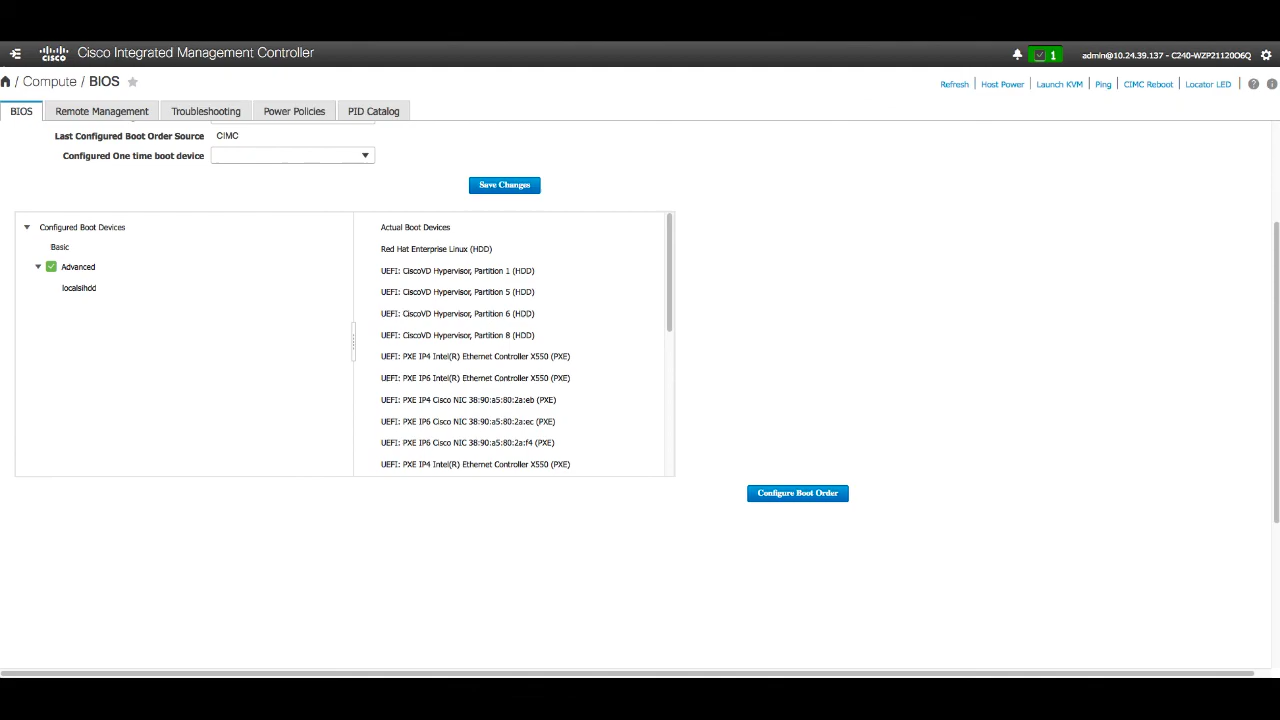 cisco Cisco Integrated Management Controller
1 admin@10.24.39.137 - C240-WZP21120O6Q
/ Compute / BIOS
Refresh Host Power Launch KVM Ping CIMC Reboot Locator LED
BIOS Remote Management Troubleshooting Power Policies PID Catalog
Last Configured Boot Order Source CIMC
Configured One time boot device
Save Changes
Configured Boot Devices
Basic
Advanced
localsihdd
Actual Boot Devices
Red Hat Enterprise Linux (HDD)
UEFI: CiscoVD Hypervisor, Partition 1 (HDD)
UEFI: CiscoVD Hypervisor, Partition 5 (HDD)
UEFI: CiscoVD Hypervisor, Partition 6 (HDD)
UEFI: CiscoVD Hypervisor, Partition 8 (HDD)
UEFI: PXE IP4 Intel(R) Ethernet Controller X550 (PXE)
UEFI: PXE IP6 Intel(R) Ethernet Controller X550 (PXE)
UEFI: PXE IP4 Cisco NIC 38:90:a5:80:2a:eb (PXE)
UEFI: PXE IP6 Cisco NIC 38:90:a5:80:2a:ec (PXE)
UEFI: PXE IP6 Cisco NIC 38:90:a5:80:2a:f4 (PXE)
UEFI: PXE IP4 Intel(R) Ethernet Controller X550 (PXE)
Configure Boot Order